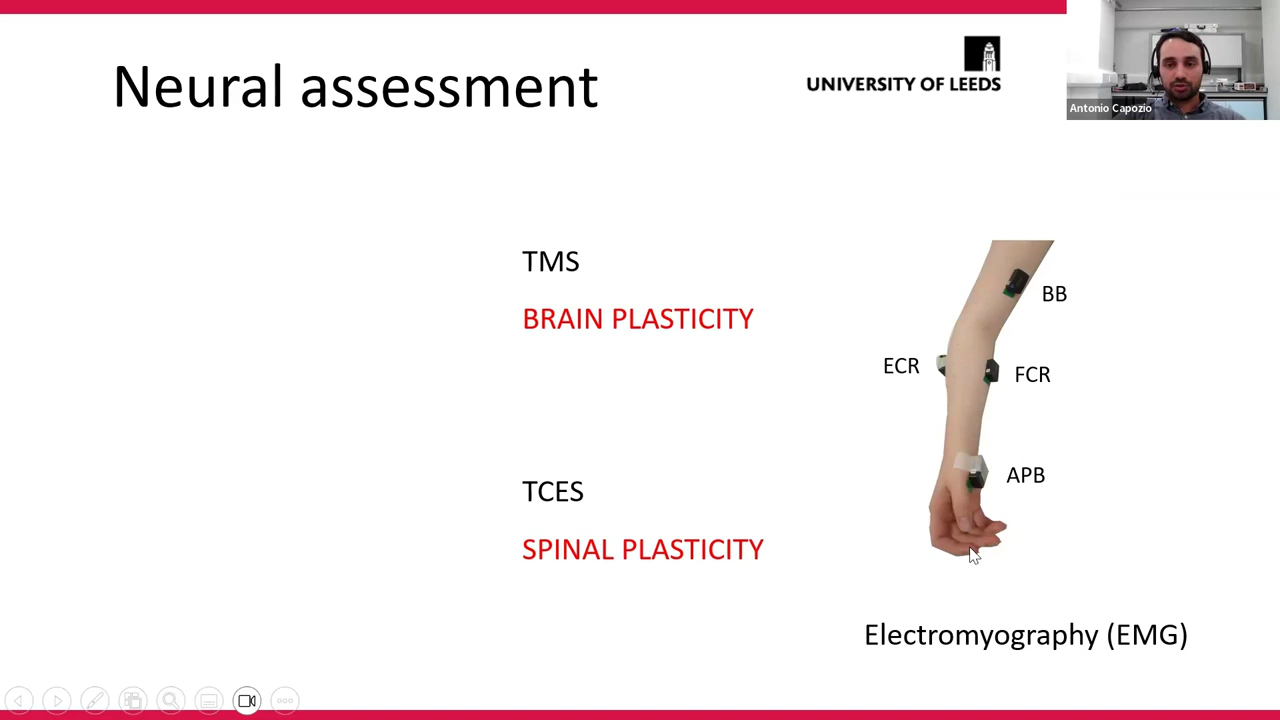 Neural assessment
UNIVERSITY OF LEEDS
Antonio Capozio
TMS
BRAIN PLASTICITY
BB
ECR
FCR
APB
TCES
SPINAL PLASTICITY
Electromyography (EMG)